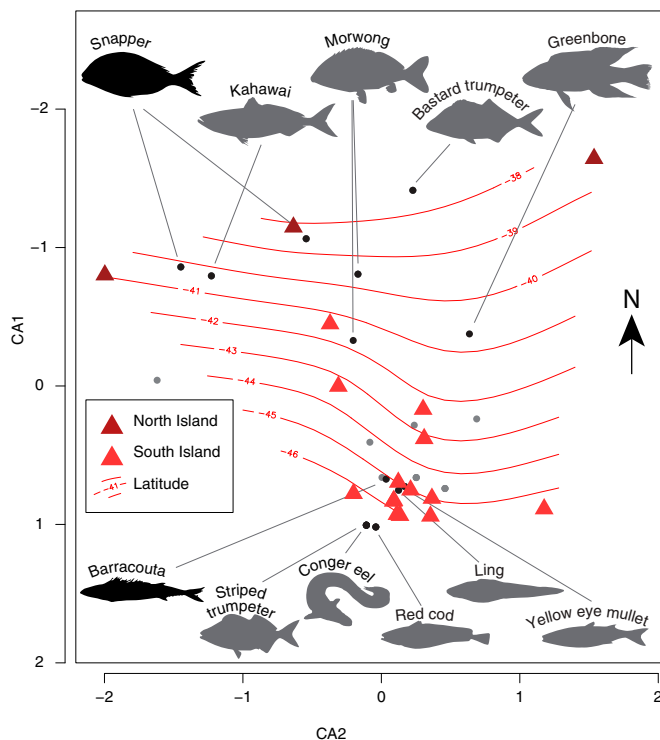 Snapper
Morwong
Greenbone
Kahawai
Bastard trumpeter
−2
−38
−1
−39
−40
−41
−42
N
CA1
−43
0
−44
−45
North Island
South Island
−41
Latitude
−46
1
Barracouta
Conger eel
Ling
Striped
trumpeter
Red cod
Yellow eye mullet
2
−2
−1
0
1
2
CA2